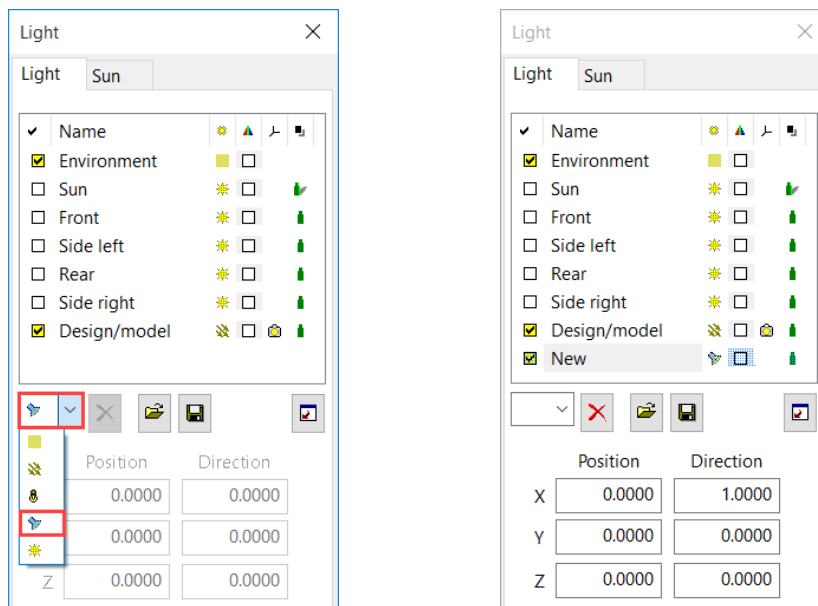 Light
Light Sun
Name
Environment
Sun
Front
Side left
Rear
Side right
Design/model
Position Direction
0.0000 0.0000
0.0000 0.0000
Z 0.0000 0.0000
Light
Light Sun
Name
Environment
Sun
Front
Side left
Rear
Side right
Design/model
New
Position Direction
X 0.0000 1.0000
Y 0.0000 0.0000
Z 0.0000 0.0000